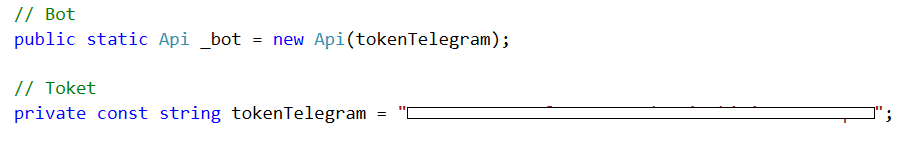 // Bot
public static Api _bot = new Api(tokenTelegram);
// Toket
private const string tokenTelegram = "";